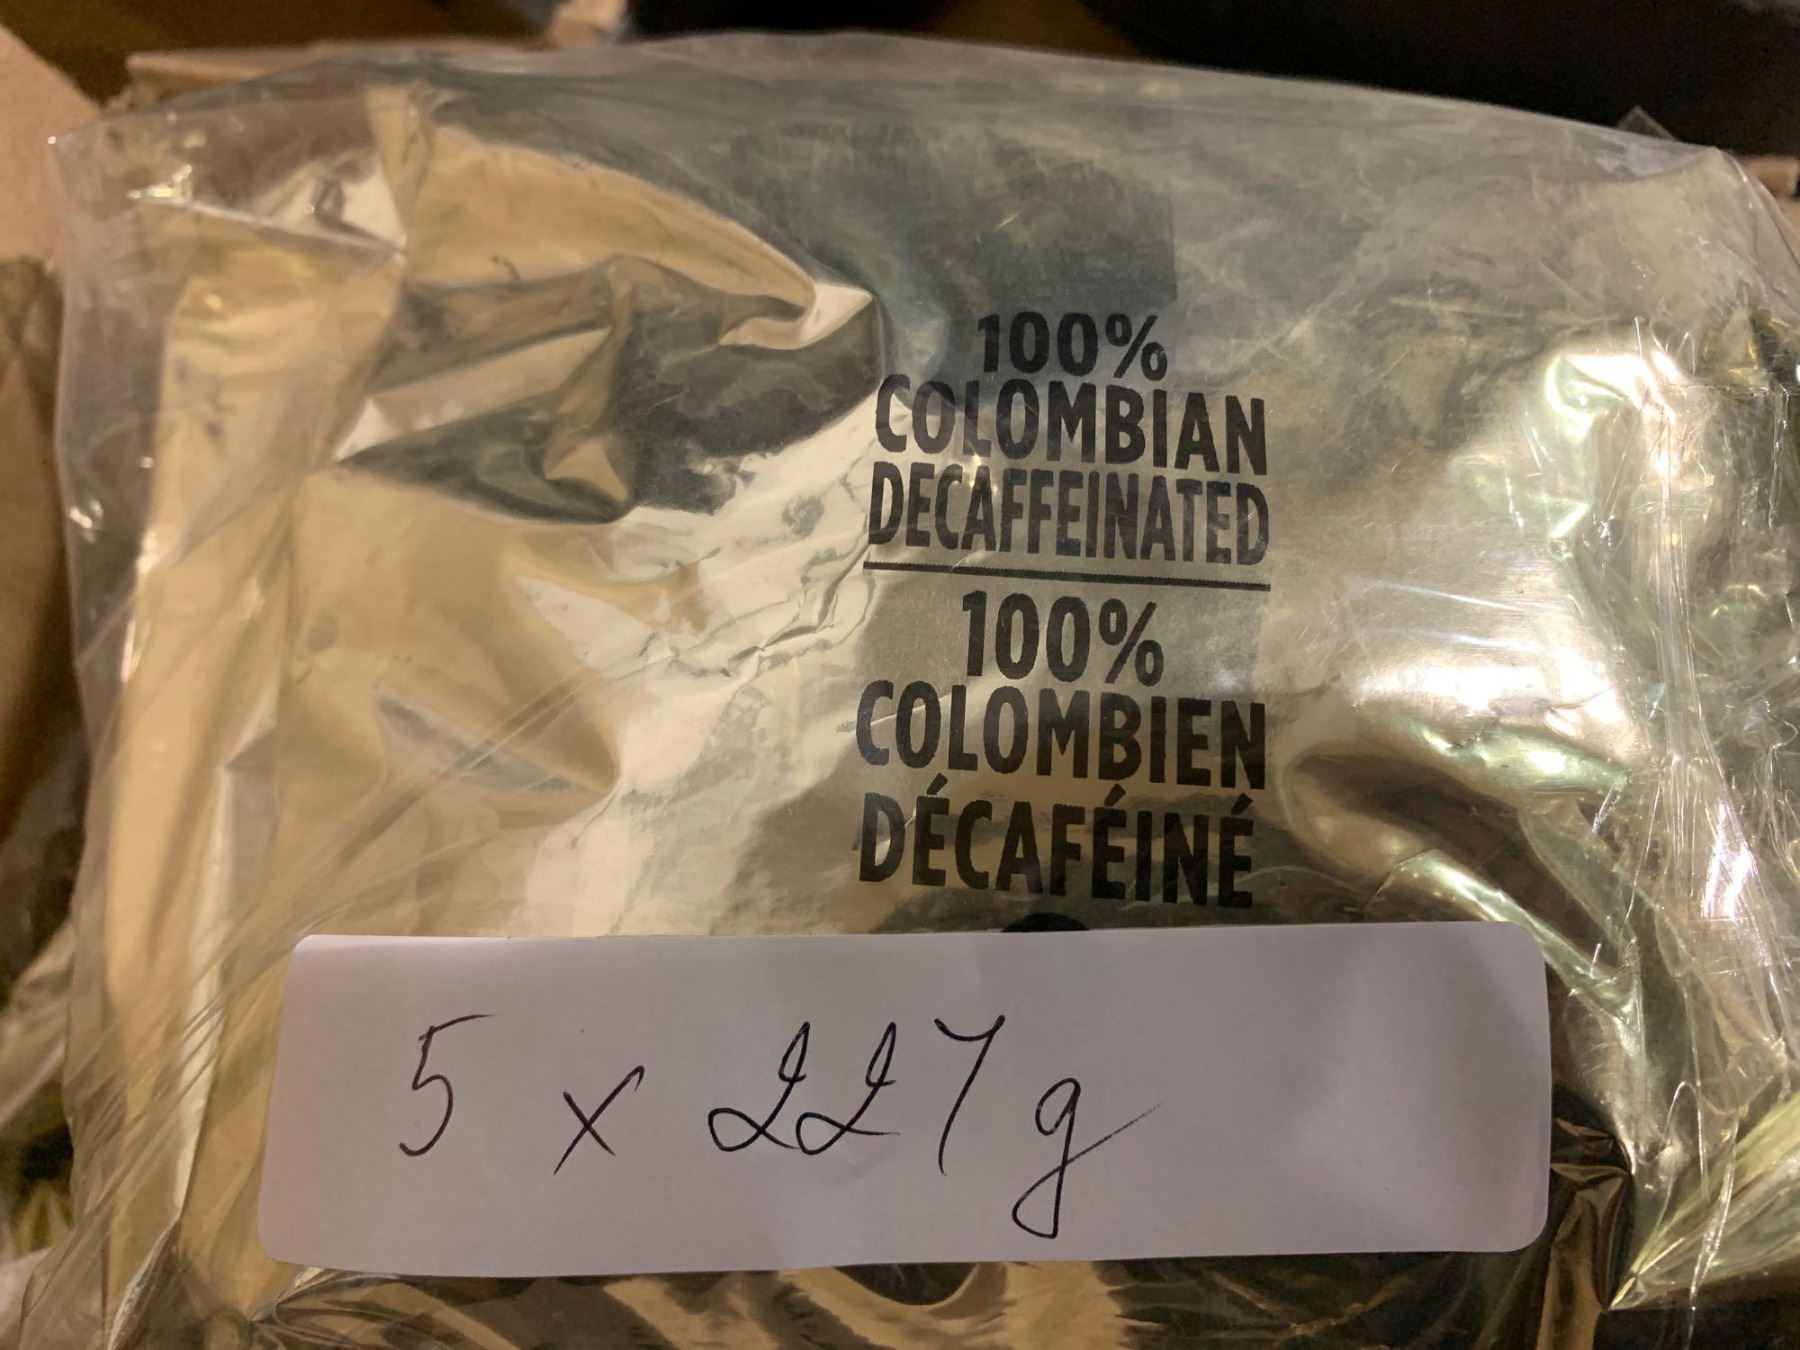 100%
COLOMBIAN
DECAFFEINATED
100%
COLOMBIEN
DÉCAFÉINÉ
5 x 227g